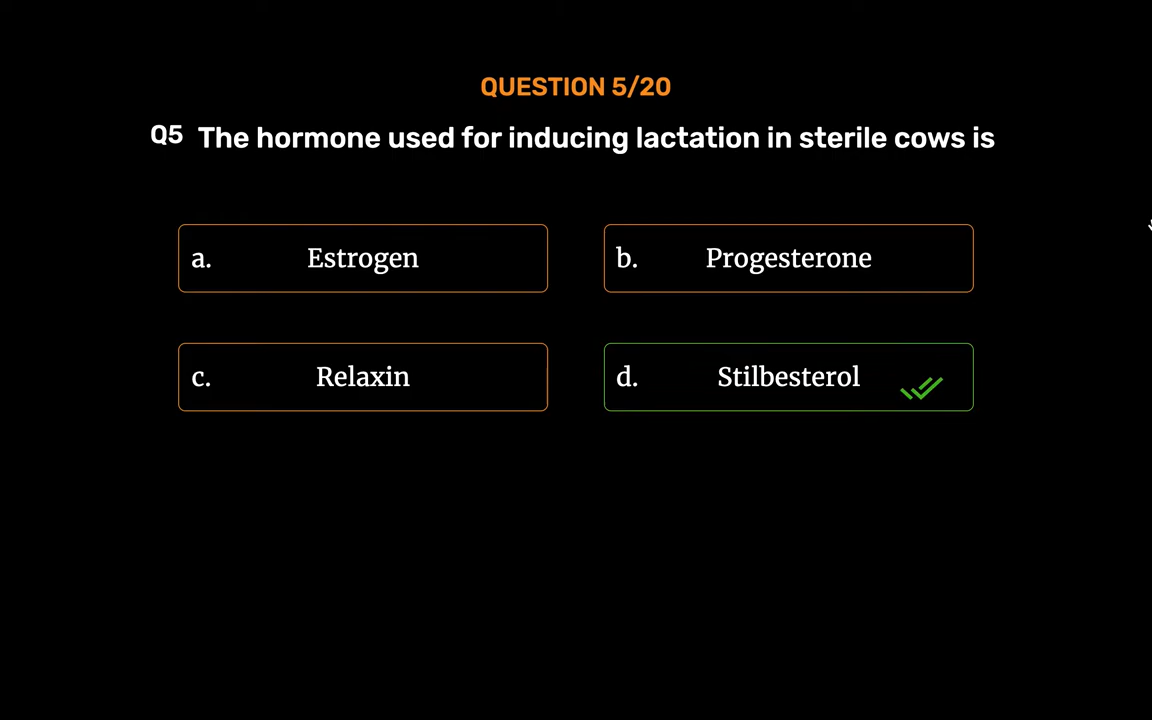 QUESTION 5/20
Q5 The hormone used for inducing lactation in sterile cows is
a. Estrogen
b. Progesterone
c. Relaxin
d. Stilbesterol